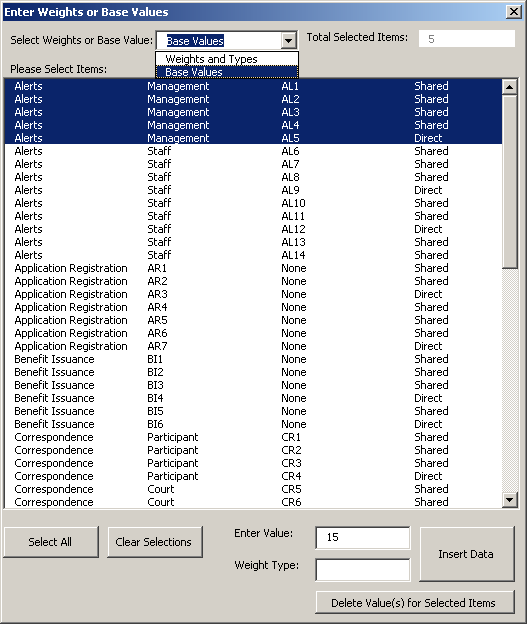 Enter Weights or Base Values
Select Weights or Base Value: Base Values Total Selected Items: 5
Weights and Types
Base Values
Please Select Items:
Alerts Management AL1 Shared
Alerts Management AL2 Shared
Alerts Management AL3 Shared
Alerts Management AL4 Shared
Alerts Management AL5 Direct
Alerts Staff AL6 Shared
Alerts Staff AL7 Shared
Alerts Staff AL8 Shared
Alerts Staff AL9 Direct
Alerts Staff AL10 Shared
Alerts Staff AL11 Shared
Alerts Staff AL12 Direct
Alerts Staff AL13 Shared
Alerts Staff AL14 Shared
Application Registration AR1 None Shared
Application Registration AR2 None Shared
Application Registration AR3 None Direct
Application Registration AR4 None Shared
Application Registration AR5 None Shared
Application Registration AR6 None Shared
Application Registration AR7 None Direct
Benefit Issuance BI1 None Shared
Benefit Issuance BI2 None Shared
Benefit Issuance BI3 None Shared
Benefit Issuance BI4 None Direct
Benefit Issuance BI5 None Shared
Benefit Issuance BI6 None Direct
Correspondence Participant CR1 Shared
Correspondence Participant CR2 Shared
Correspondence Participant CR3 Shared
Correspondence Participant CR4 Direct
Correspondence Court CR5 Shared
Correspondence Court CR6 Shared
Select All Clear Selections Enter Value: 15 Insert Data
Weight Type:
Delete Value(s) for Selected Items